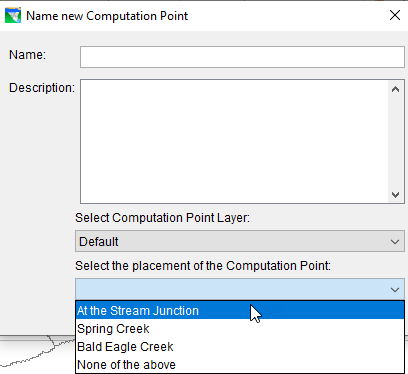 Name new Computation Point
Name:
Description:
Select Computation Point Layer:
Default
Select the placement of the Computation Point:
At the Stream Junction
Spring Creek
Bald Eagle Creek
None of the above